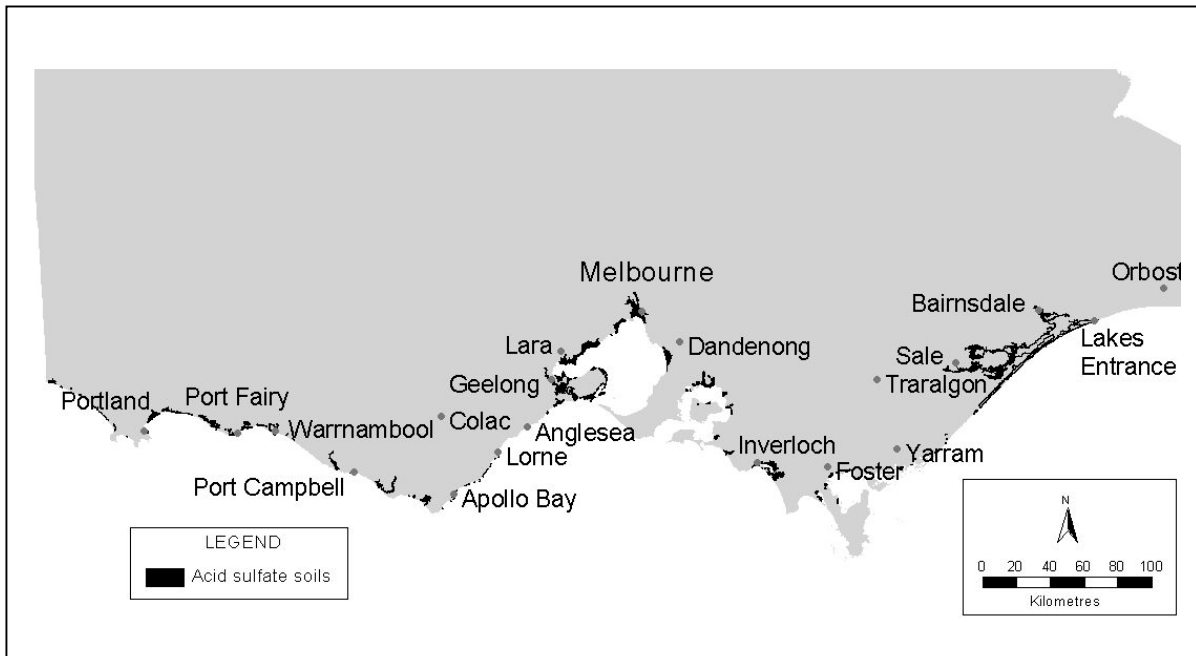 Melbourne
Orbost
Bairnsdale
Lara
Dandenong
Lakes
Entrance
Sale
Geelong
Traralgon
Portland
Port Fairy
Colac
Warrnambool
Anglesea
Inverloch
Yarram
Lorne
Foster
Port Campbell
Apollo Bay
LEGEND
Acid sulfate soils
N
0 20 40 60 80 100
Kilometres